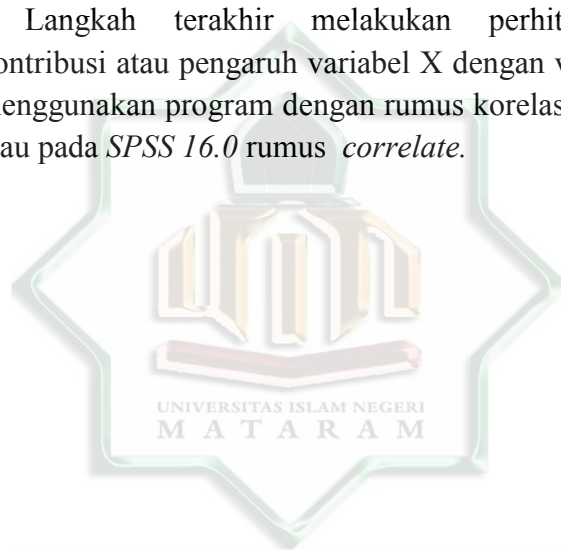 Langkah terakhir melakukan perhit
ontribusi atau pengaruh variabel X dengan v
nenggunakan program dengan rumus korelas
au pada SPSS 16.0 rumus correlate.
UNIVERSITAS ISLAM NEGERI
MATARAM